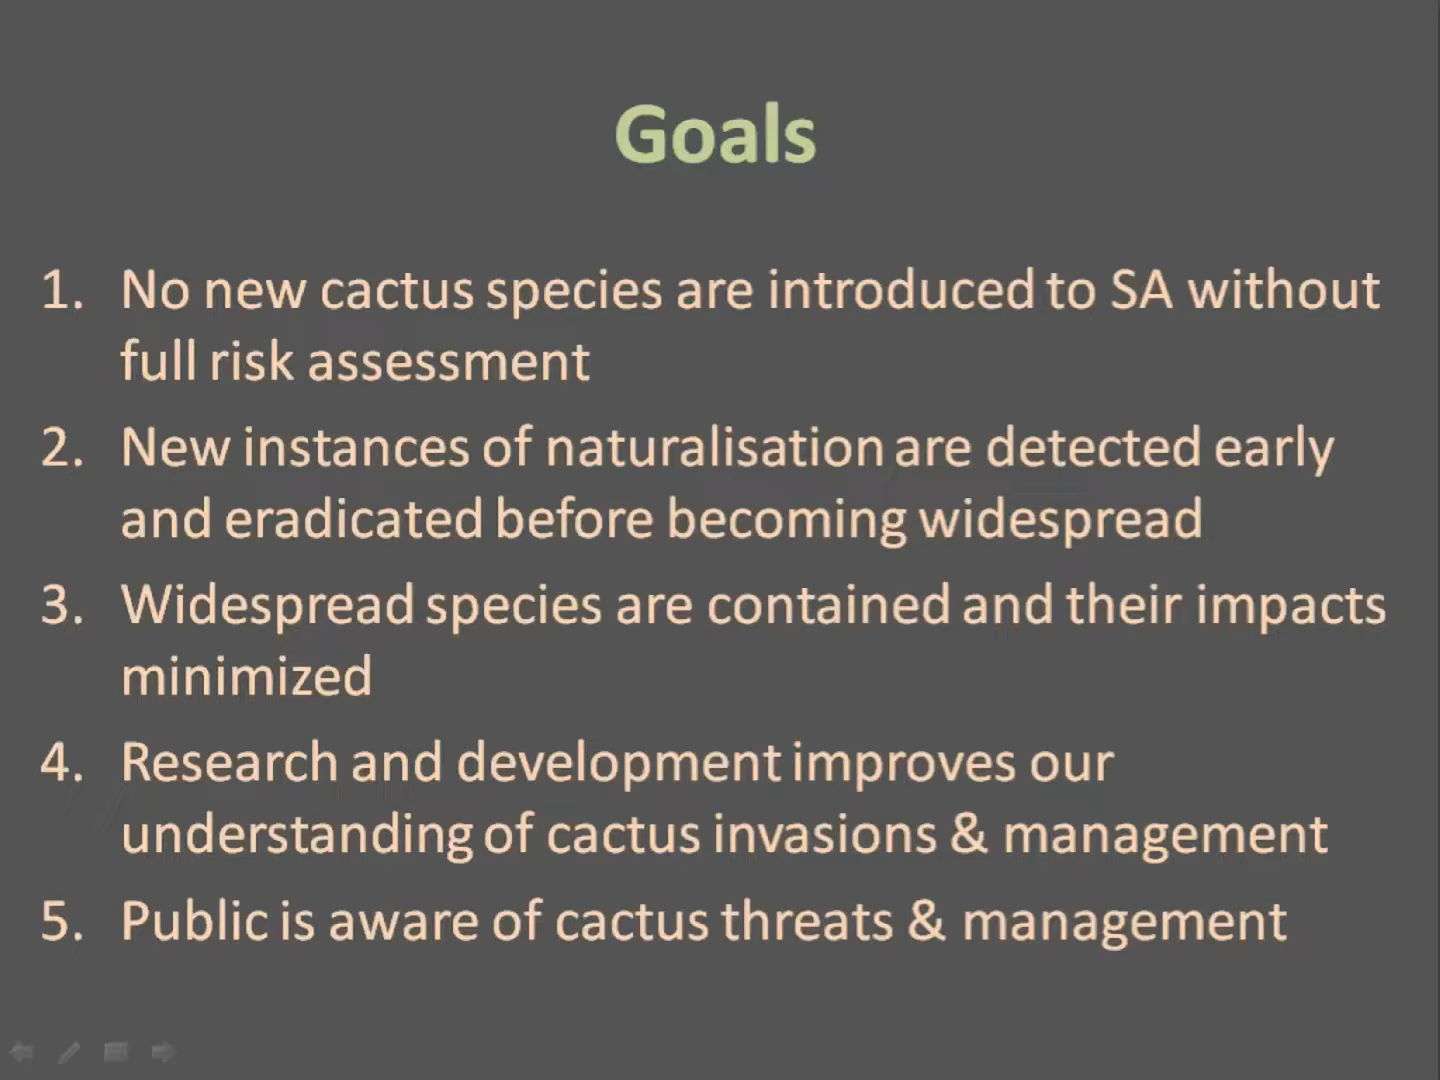 Goals
1. No new cactus species are introduced to SA without
full risk assessment
2. New instances of naturalisation are detected early
and eradicated before becoming widespread
3. Widespread species are contained and their impacts
minimized
4. Research and development improves our
understanding of cactus invasions & management
5. Public is aware of cactus threats & management